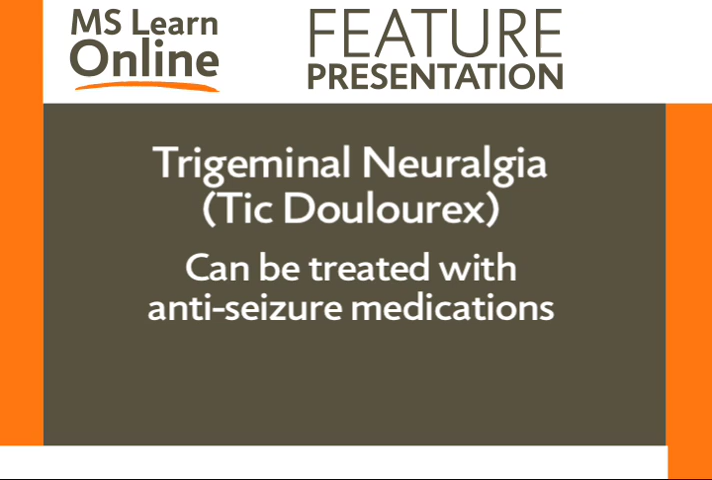 MS Learn
Online
FEATURE
PRESENTATION
Trigeminal Neuralgia
(Tic Doulourex)
Can be treated with
anti-seizure medications